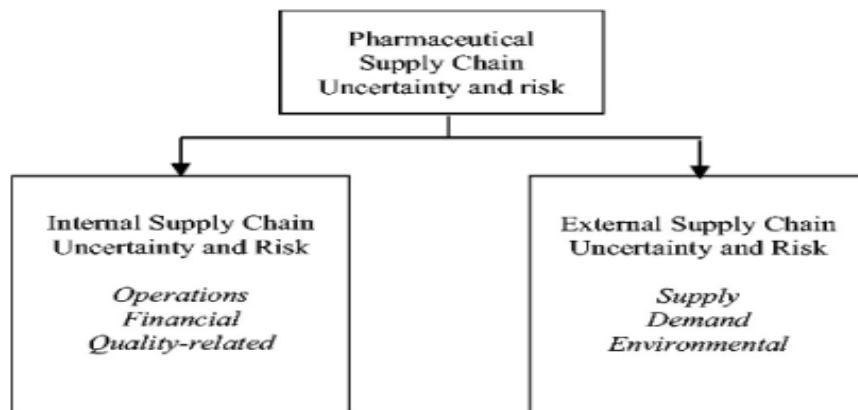 Pharmaceutical
Supply Chain
Uncertainty and risk
Internal Supply Chain
Uncertainty and Risk
Operations
Financial
Quality-related
External Supply Chain
Uncertainty and Risk
Supply
Demand
Environmental